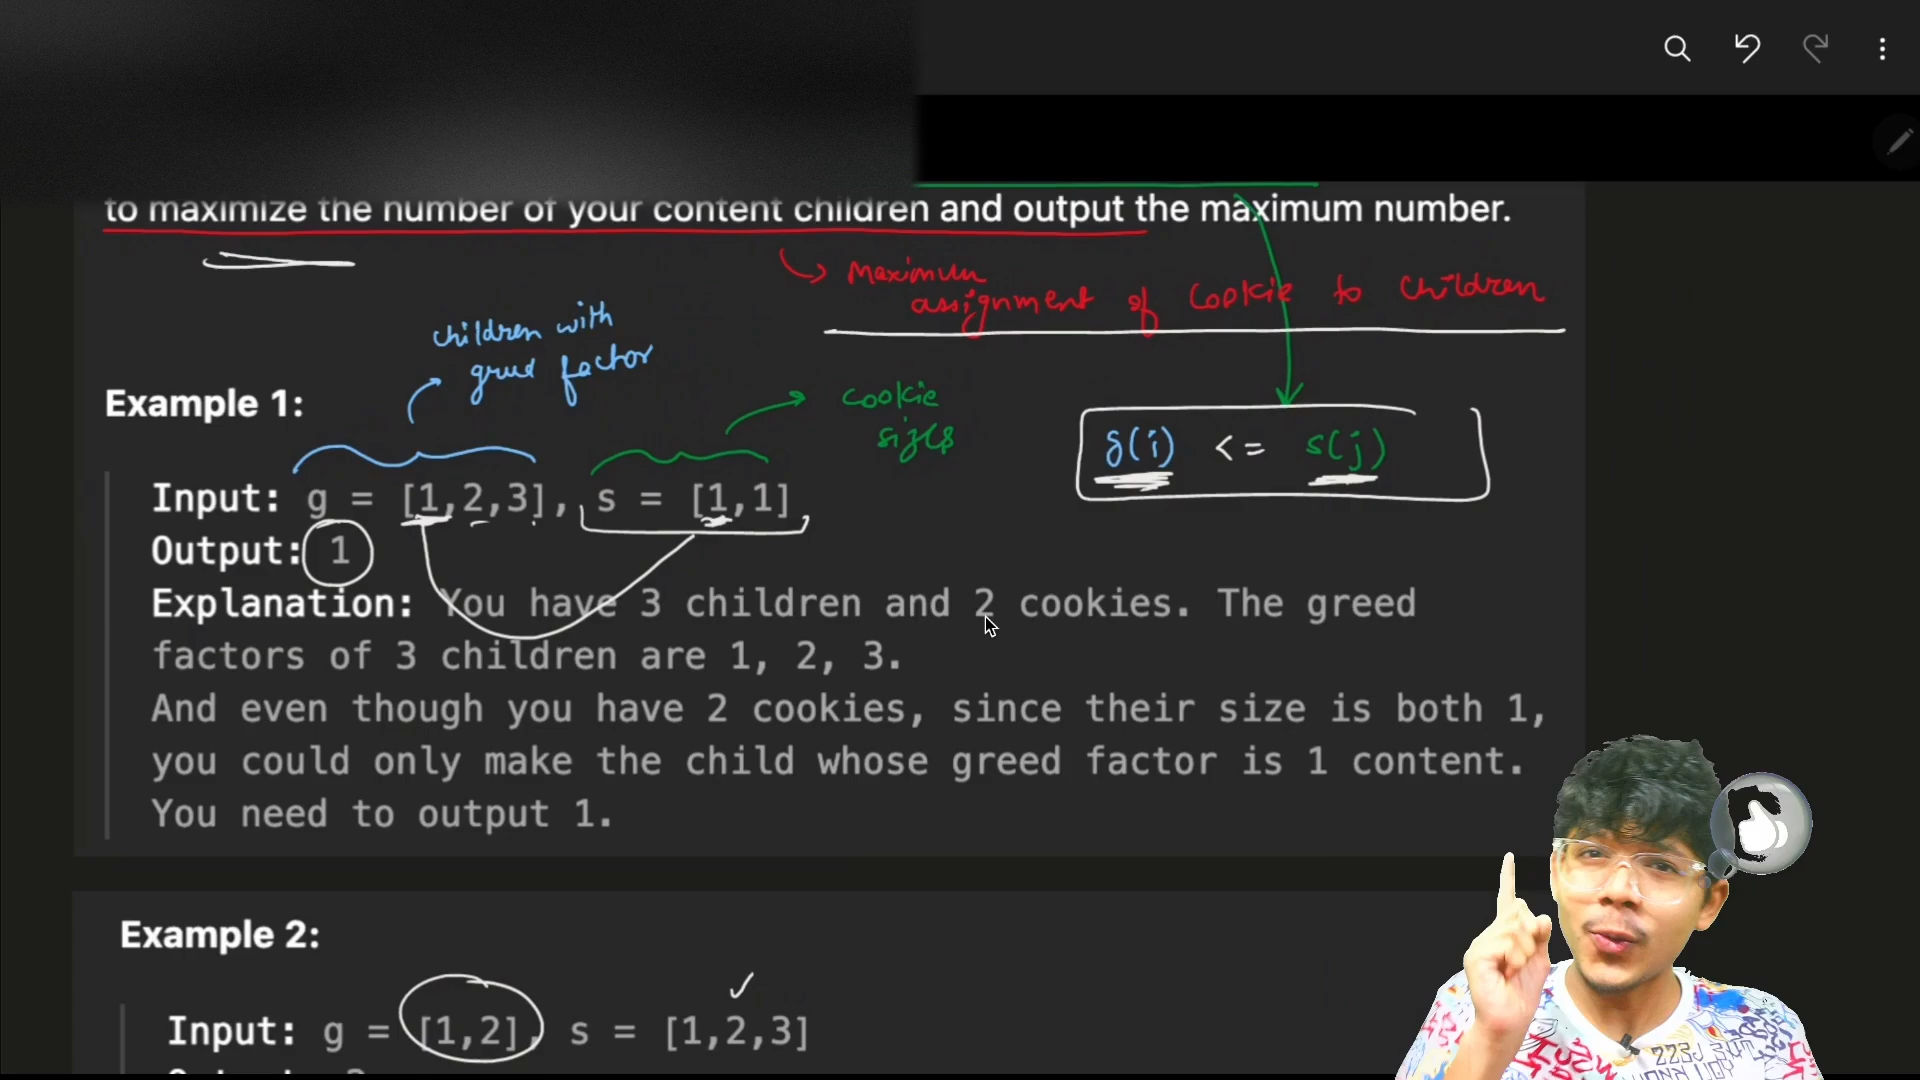 to maximize the number of your content children and output the maximum number.
Maximum
assignment of Cookie to children
children with
greed factor
Example 1:
cookie
sizes
g(i) <= s(j)
Input: g = [1,2,3], s = [1,1]
Output: 1
Explanation: You have 3 children and 2 cookies. The greed
factors of 3 children are 1, 2, 3.
And even though you have 2 cookies, since their size is both 1,
you could only make the child whose greed factor is 1 content.
You need to output 1.
Example 2:
Input: g = [1,2], s = [1,2,3]